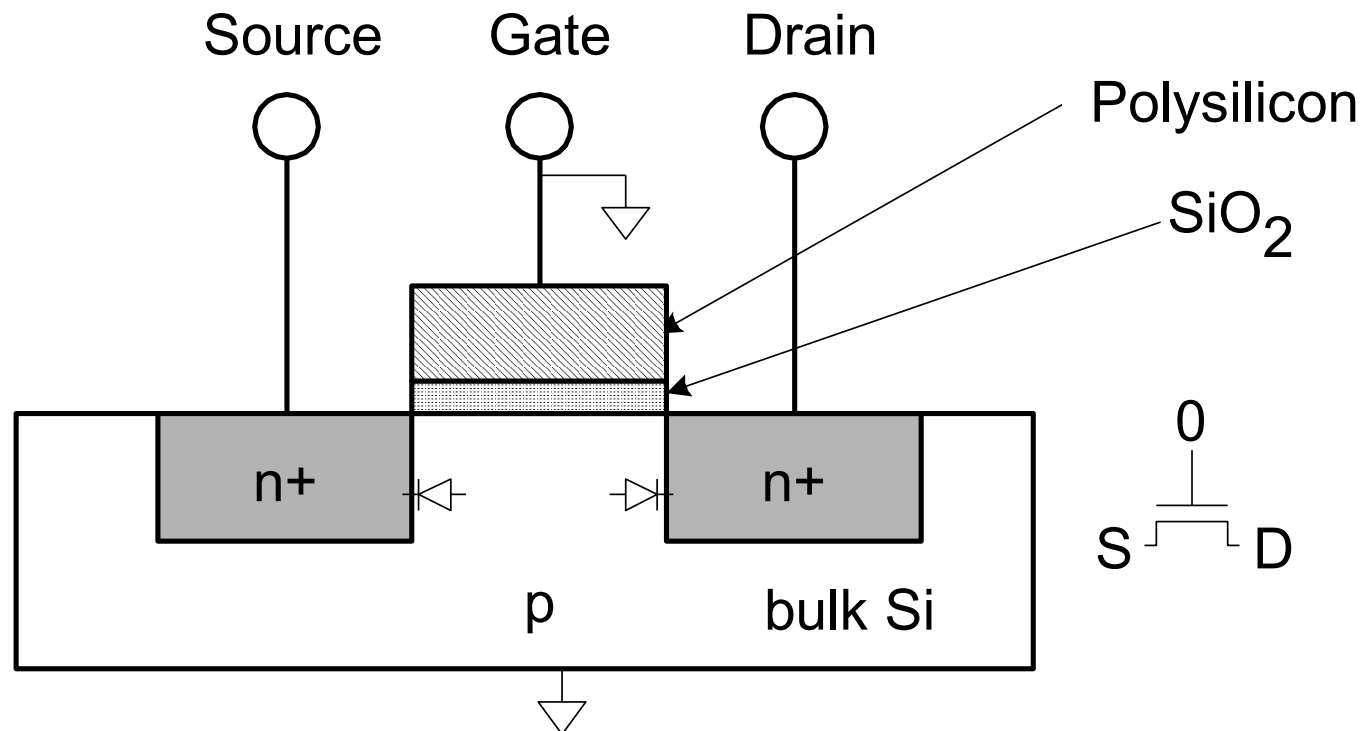 Source
Gate
Drain
Polysilicon
SiO2
n+
n+
0
S
D
p
bulk Si